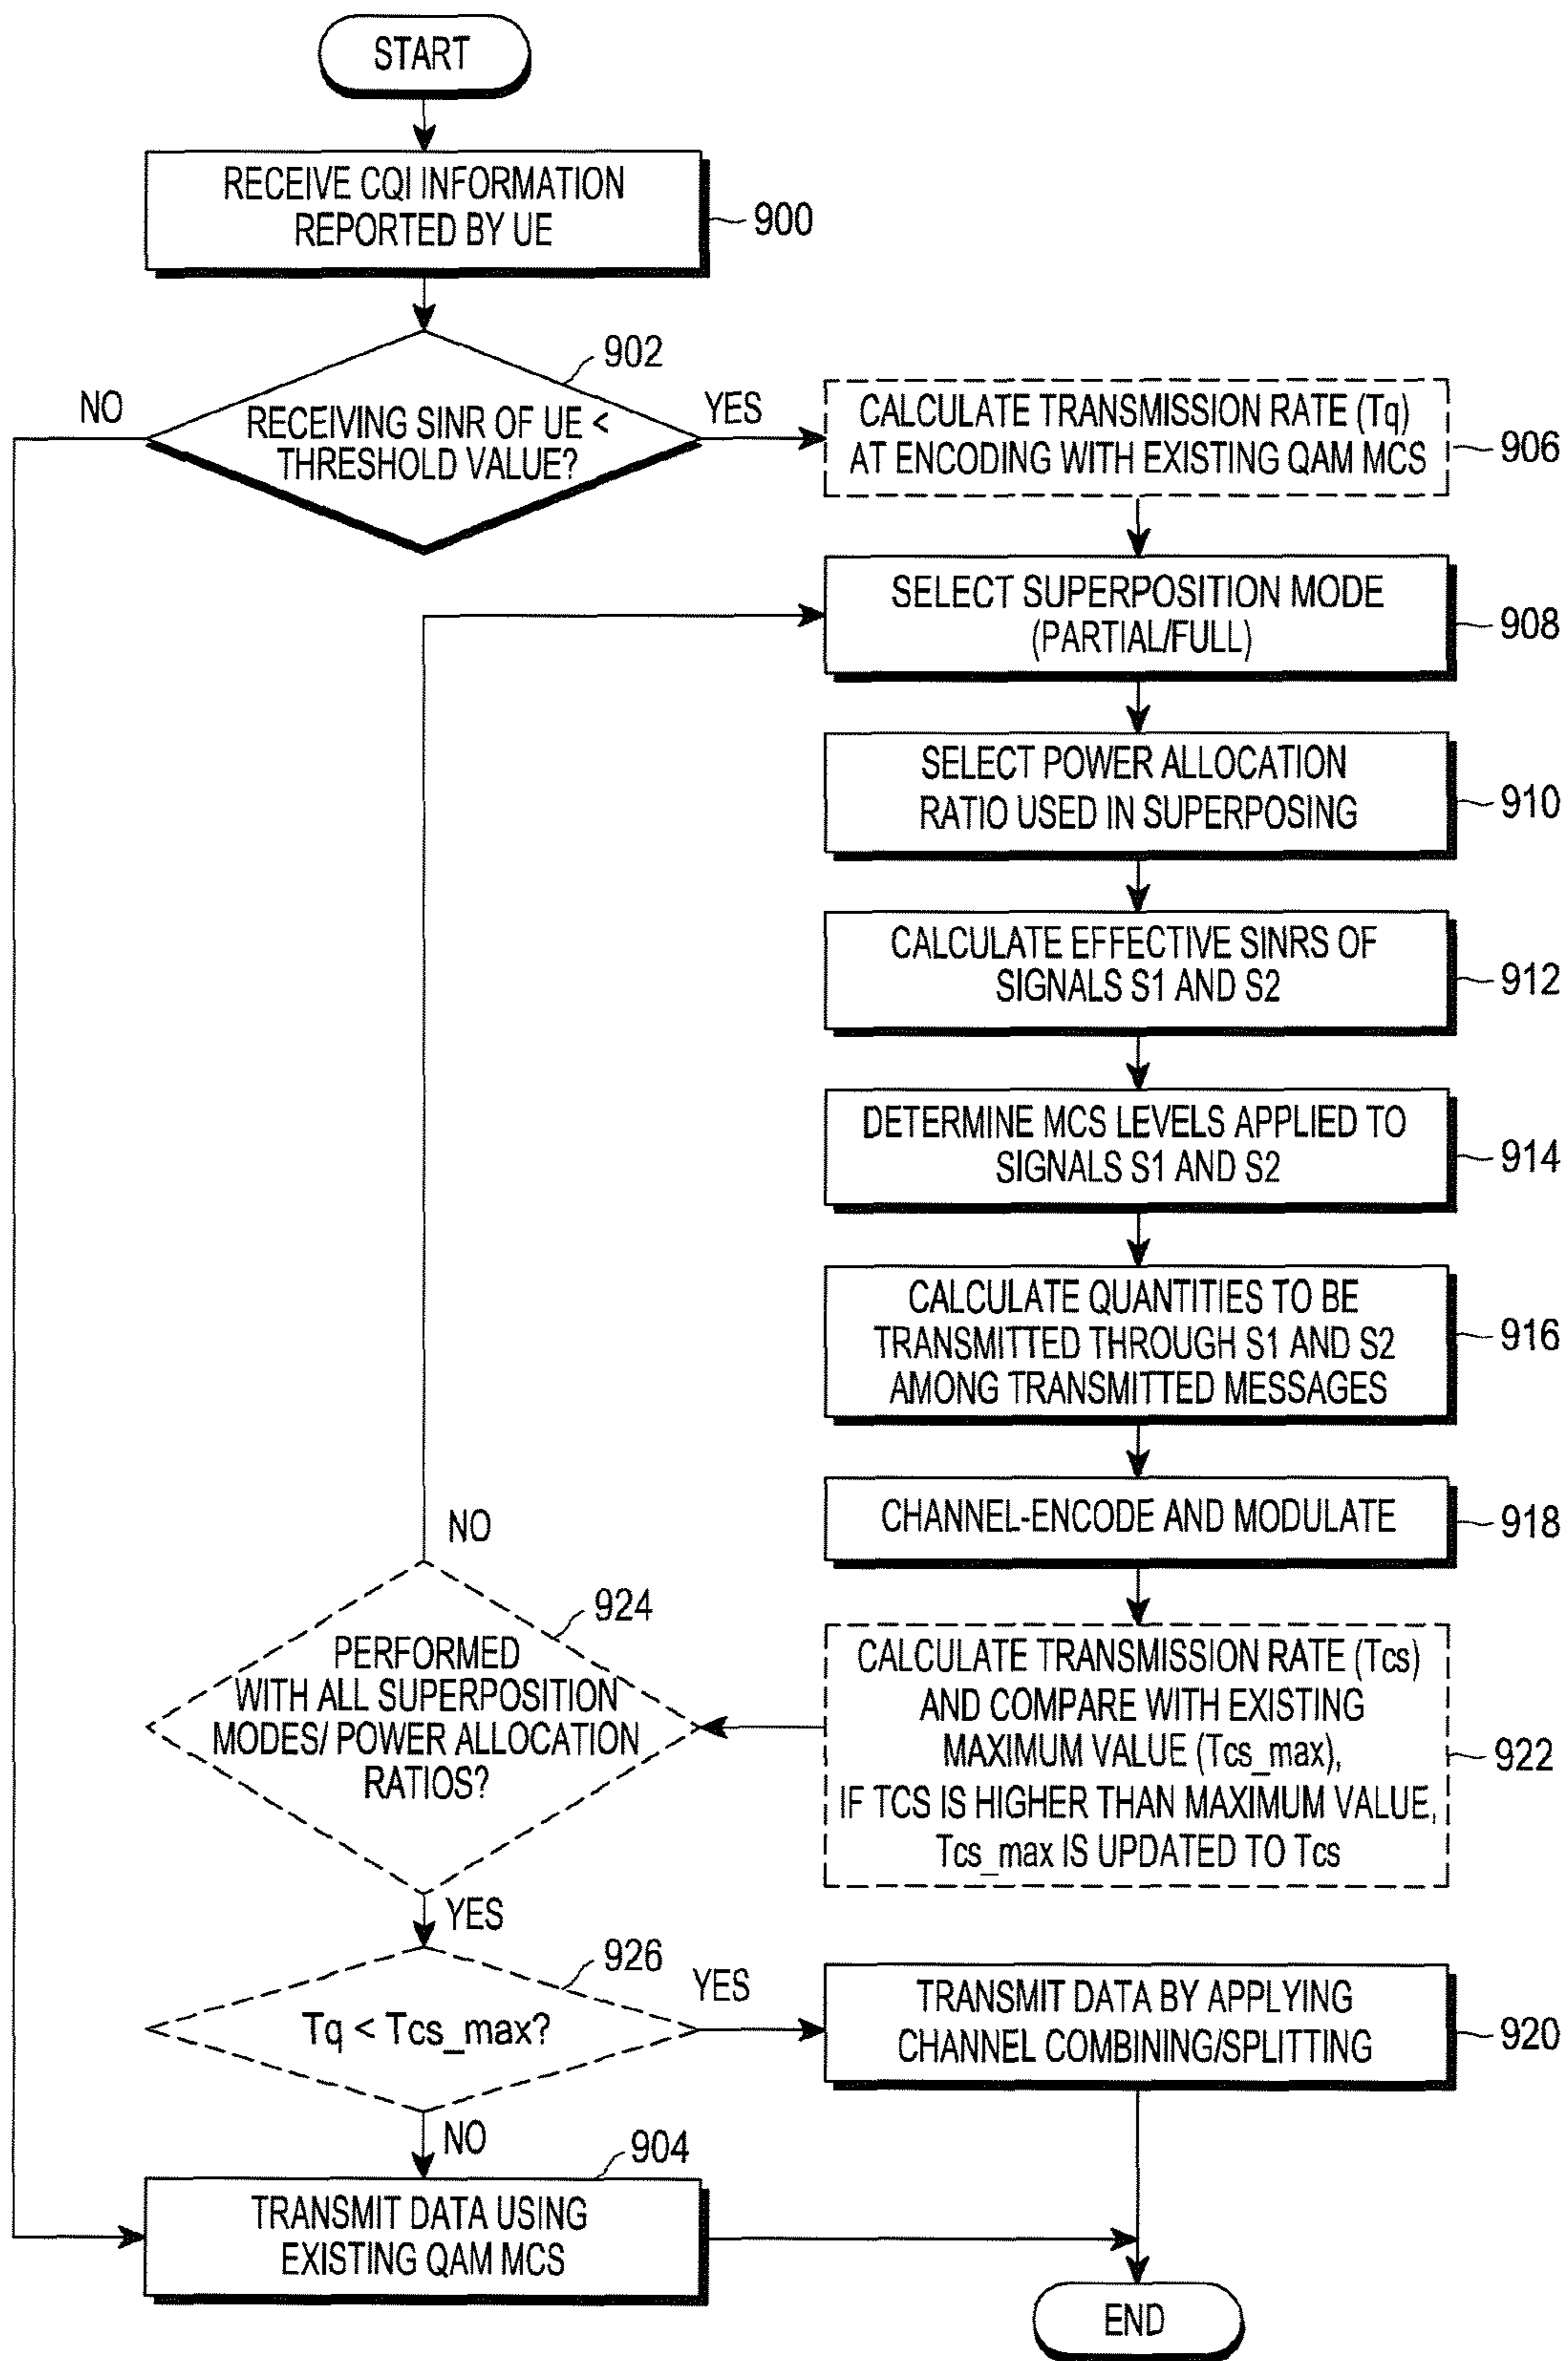 START
RECEIVE CQI INFORMATION
REPORTED BY UE
900
902
NO
RECEIVING SINR OF UE <
THRESHOLD VALUE?
YES
CALCULATE TRANSMISSION RATE (Tq)
AT ENCODING WITH EXISTING QAM MCS
906
SELECT SUPERPOSITION MODE
(PARTIAL/FULL)
908
SELECT POWER ALLOCATION
RATIO USED IN SUPERPOSING
910
CALCULATE EFFECTIVE SINRS OF
SIGNALS S1 AND S2
912
DETERMINE MCS LEVELS APPLIED TO
SIGNALS S1 AND S2
914
CALCULATE QUANTITIES TO BE
TRANSMITTED THROUGH S1 AND S2
AMONG TRANSMITTED MESSAGES
916
CHANNEL-ENCODE AND MODULATE
918
CALCULATE TRANSMISSION RATE (Tcs)
AND COMPARE WITH EXISTING
MAXIMUM VALUE (Tcs_max),
IF TCS IS HIGHER THAN MAXIMUM VALUE,
Tcs_max IS UPDATED TO Tcs
922
NO
924
PERFORMED
WITH ALL SUPERPOSITION
MODES/ POWER ALLOCATION
RATIOS?
YES
926
Tq < Tcs_max?
YES
TRANSMIT DATA BY APPLYING
CHANNEL COMBINING/SPLITTING
920
NO
904
TRANSMIT DATA USING
EXISTING QAM MCS
END